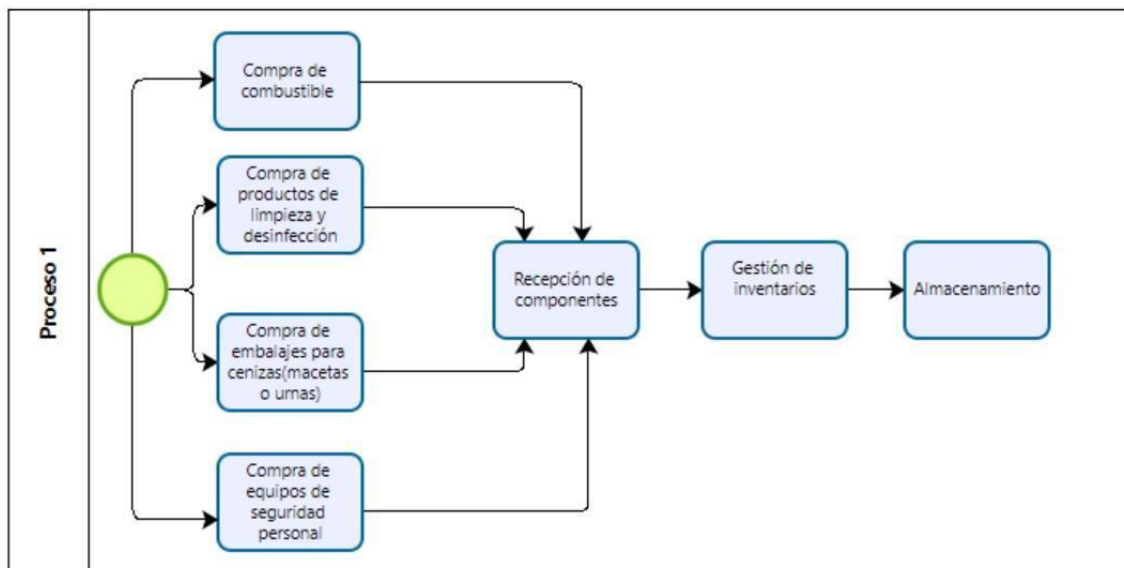 Proceso 1
Compra de
combustible
Compra de
productos de
limpieza y
desinfección
Compra de
embalajes para
cenizas(macetas
o urnas)
Compra de
equipos de
seguridad
personal
Recepción de
componentes
Gestión de
inventarios
Almacenamiento